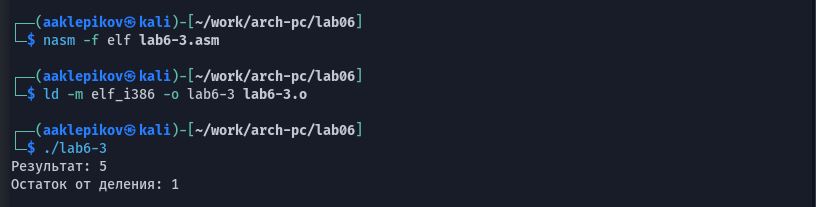 ┌──(aaklepikov㉿kali)-[~/work/arch-pc/lab06]
└─$ nasm -f elf lab6-3.asm
┌──(aaklepikov㉿kali)-[~/work/arch-pc/lab06]
└─$ ld -m elf_i386 -o lab6-3 lab6-3.o
┌──(aaklepikov㉿kali)-[~/work/arch-pc/lab06]
└─$ ./lab6-3
Результат: 5
Остаток от деления: 1